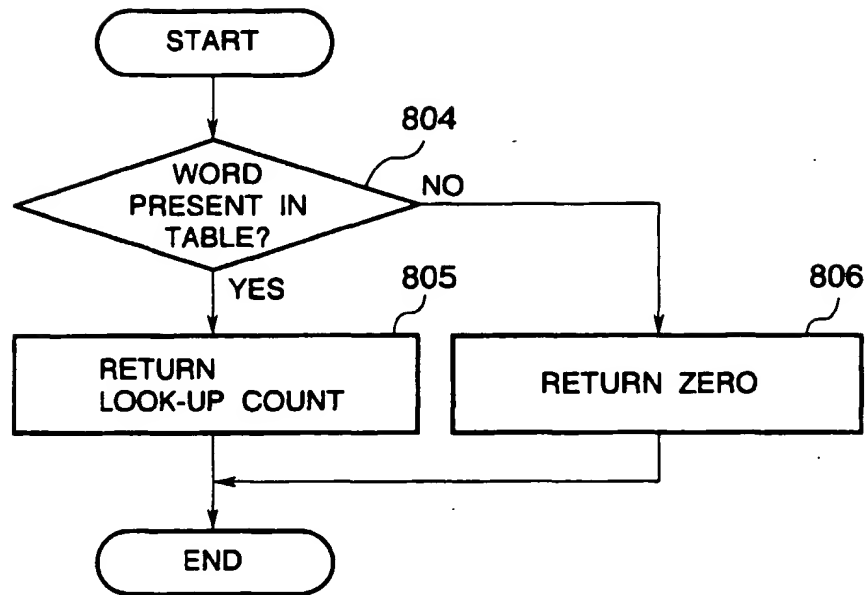 START
804
WORD
PRESENT IN
TABLE?
NO
YES
805
RETURN
LOOK-UP COUNT
806
RETURN ZERO
END